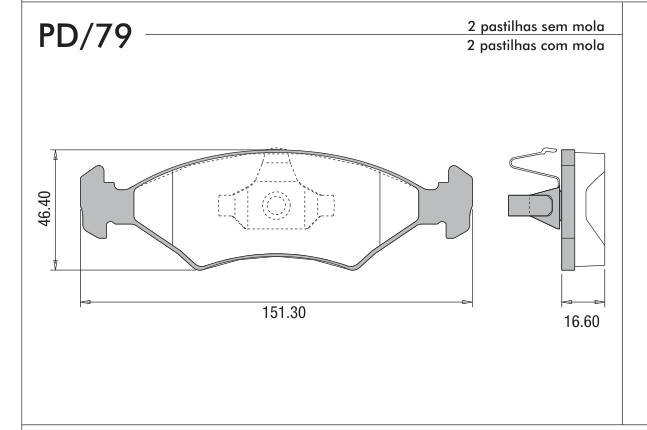 PD/79
2 pastilhas sem mola
2 pastilhas com mola
46.40
151.30
16.60